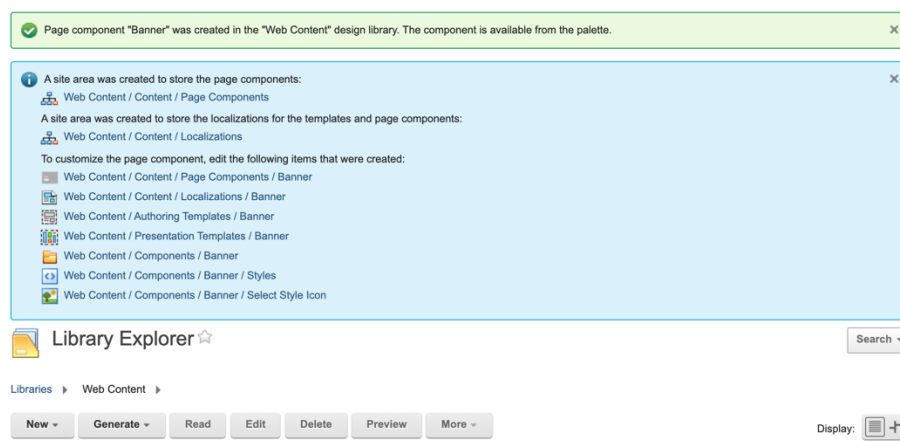 Page component "Banner" was created in the "Web Content" design library. The component is available from the palette.
A site area was created to store the page components:
Web Content / Content / Page Components
A site area was created to store the localizations for the templates and page components:
Web Content / Content / Localizations
To customize the page component, edit the following items that were created:
Web Content / Content / Page Components / Banner
Web Content / Content / Localizations / Banner
Web Content / Authoring Templates / Banner
Web Content / Presentation Templates / Banner
Web Content / Components / Banner
Web Content / Components / Banner / Styles
Web Content / Components / Banner / Select Style Icon
Library Explorer
Search
Libraries Web Content
New Generate Read Edit Delete Preview More Display: